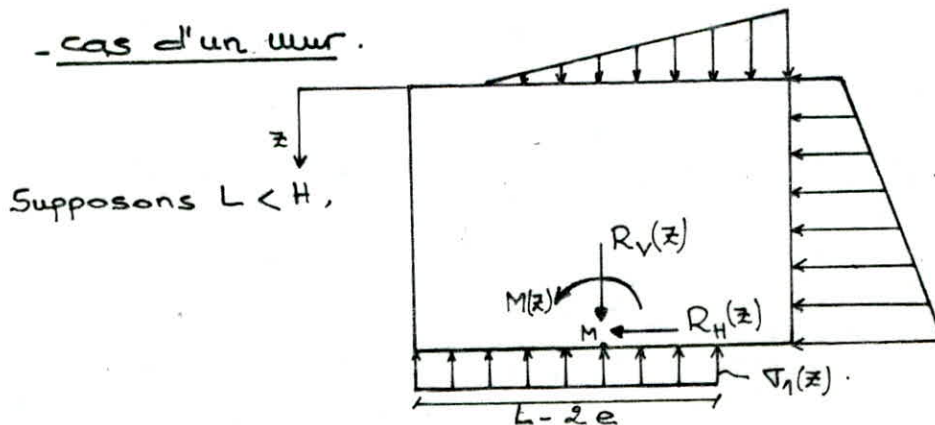 - cas d'un mur.
z
Supposons L < H,
R_V(z)
M(z)
M
R_H(z)
σ_1(z).
L - 2e